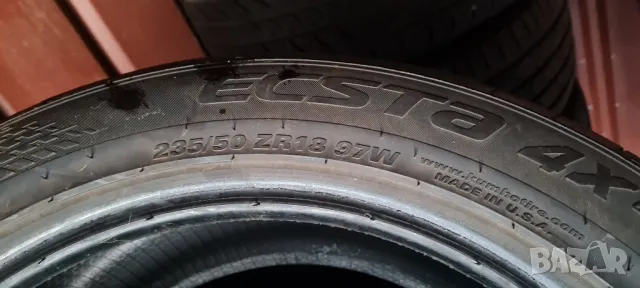 ECSTA 4X
235/50 ZR18 97W
www.kumhotire.com
MADE IN U.S.A.
BAZAR